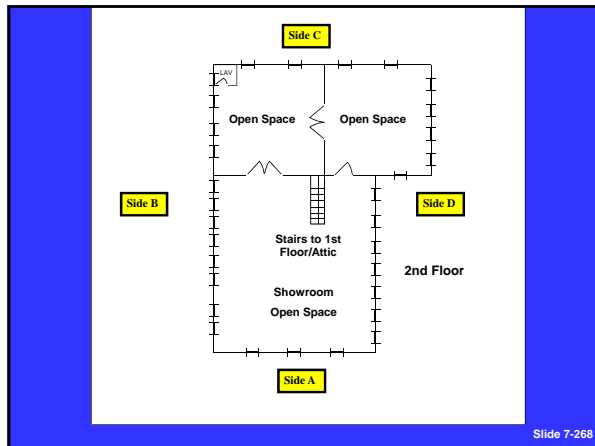 Side C
LAV
Open Space
Open Space
Side B
Side D
Stairs to 1st
Floor/Attic
2nd Floor
Showroom
Open Space
Side A
Slide 7-268